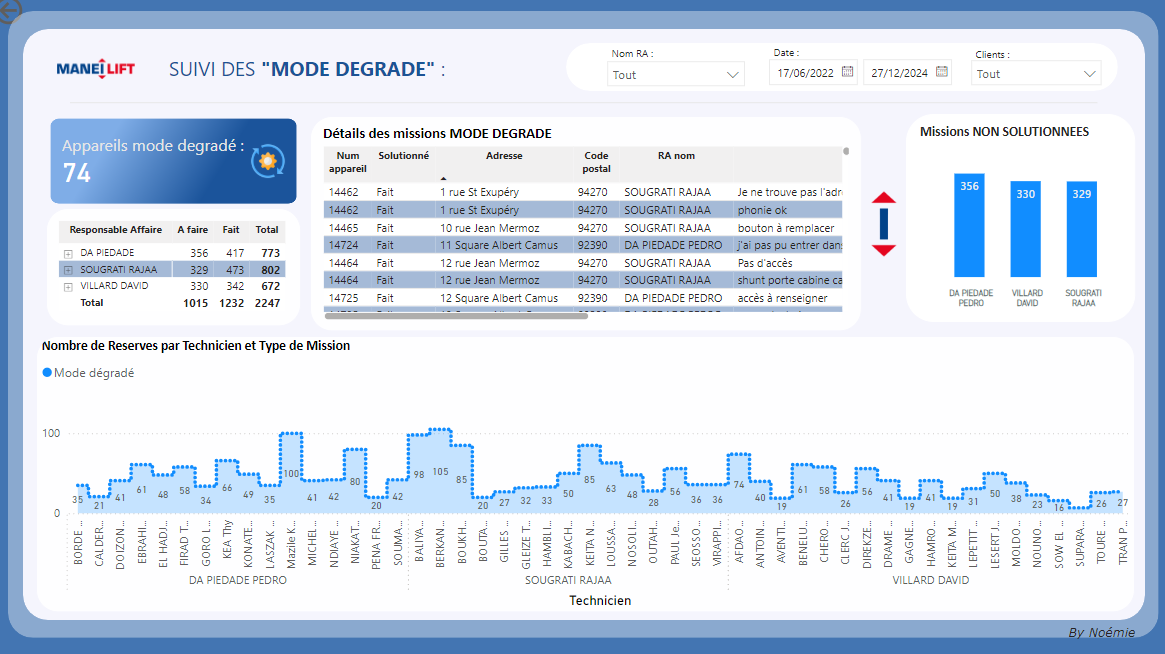 MANEI LIFT
SUIVI DES "MODE DEGRADE" :
Nom RA :
Tout
Date :
17/06/2022
27/12/2024
Clients :
Tout
Appareils mode degradé :
74
Responsable Affaire A faire Fait Total
DA PIEDADE 356 417 773
SOUGRATI RAJAA 329 473 802
VILLARD DAVID 330 342 672
Total 1015 1232 2247
Détails des missions MODE DEGRADE
Num appareil Solutionné Adresse Code postal RA nom
14462 Fait 1 rue St Exupéry 94270 SOUGRATI RAJAA Je ne trouve pas l'adr
14462 Fait 1 rue St Exupéry 94270 SOUGRATI RAJAA phonie ok
14465 Fait 10 rue Jean Mermoz 94270 SOUGRATI RAJAA bouton à remplacer
14724 Fait 11 Square Albert Camus 92390 DA PIEDADE PEDRO j'ai pas pu entrer dans
14464 Fait 12 rue Jean Mermoz 94270 SOUGRATI RAJAA Pas d'accès
14464 Fait 12 rue Jean Mermoz 94270 SOUGRATI RAJAA shunt porte cabine ca
14725 Fait 12 Square Albert Camus 92390 DA PIEDADE PEDRO accès à renseigner
Missions NON SOLUTIONNEES
356 330 329
DA PIEDADE PEDRO
VILLARD DAVID
SOUGRATI RAJAA
Nombre de Reserves par Technicien et Type de Mission
Mode dégradé
100
0
35 21 41 61 48 58 34 66 49 35 100 41 42 80 20 42 98 105 85 20 27 32 33 50 85 63 48 28 56 36 36 74 40 19 61 58 26 56 41 19 41 19 31 50 38 23 16 26 27
BORDE ...
CALDER...
DOIZON...
EBRAHI...
EL HADJ...
FIRAD T...
GORO I...
KEA Thy
KONATE...
LASZAK...
Mazile K...
MICHEL...
NDIAYE ...
NIAKAT...
PENA FR...
SOUMA...
BALIYA...
BERKAN...
BOUKH...
BOUTA...
GILLES ...
GLEIZE T...
HAMBLI...
KABACH...
KEITA N...
LOUSSA...
NOSOLI...
OUTAH...
PAUL Je...
SEOSSO...
VIRAPPI...
AFDAO...
ANTOIN...
AVENTI...
BENELU...
CHERO ...
CLERC J...
DIREKZE...
DRAME...
GAGNE...
HAMRO...
KEITA M...
LEPETIT ...
LESERT J...
MOLDO...
NOUNO...
SOW EL ...
SUPARA...
TOURE ...
TRAN P...
DA PIEDADE PEDRO
SOUGRATI RAJAA
VILLARD DAVID
Technicien
By Noémie